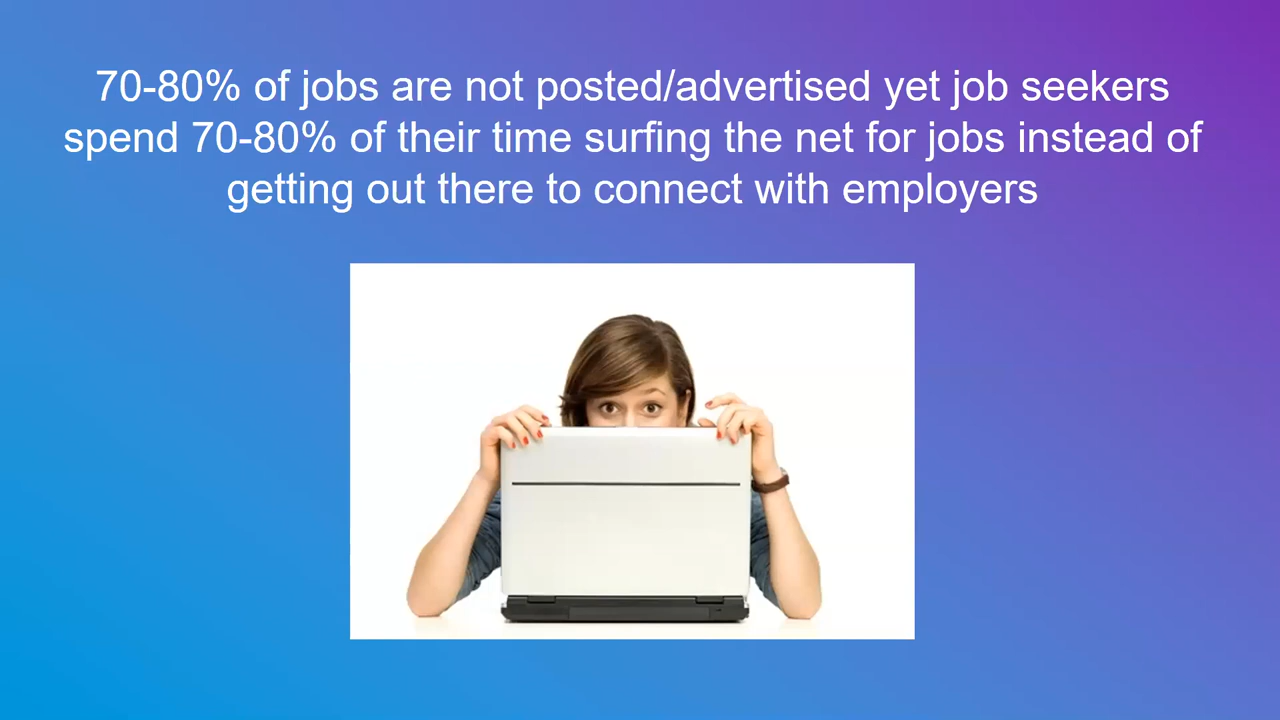 70-80% of jobs are not posted/advertised yet job seekers
spend 70-80% of their time surfing the net for jobs instead of
getting out there to connect with employers